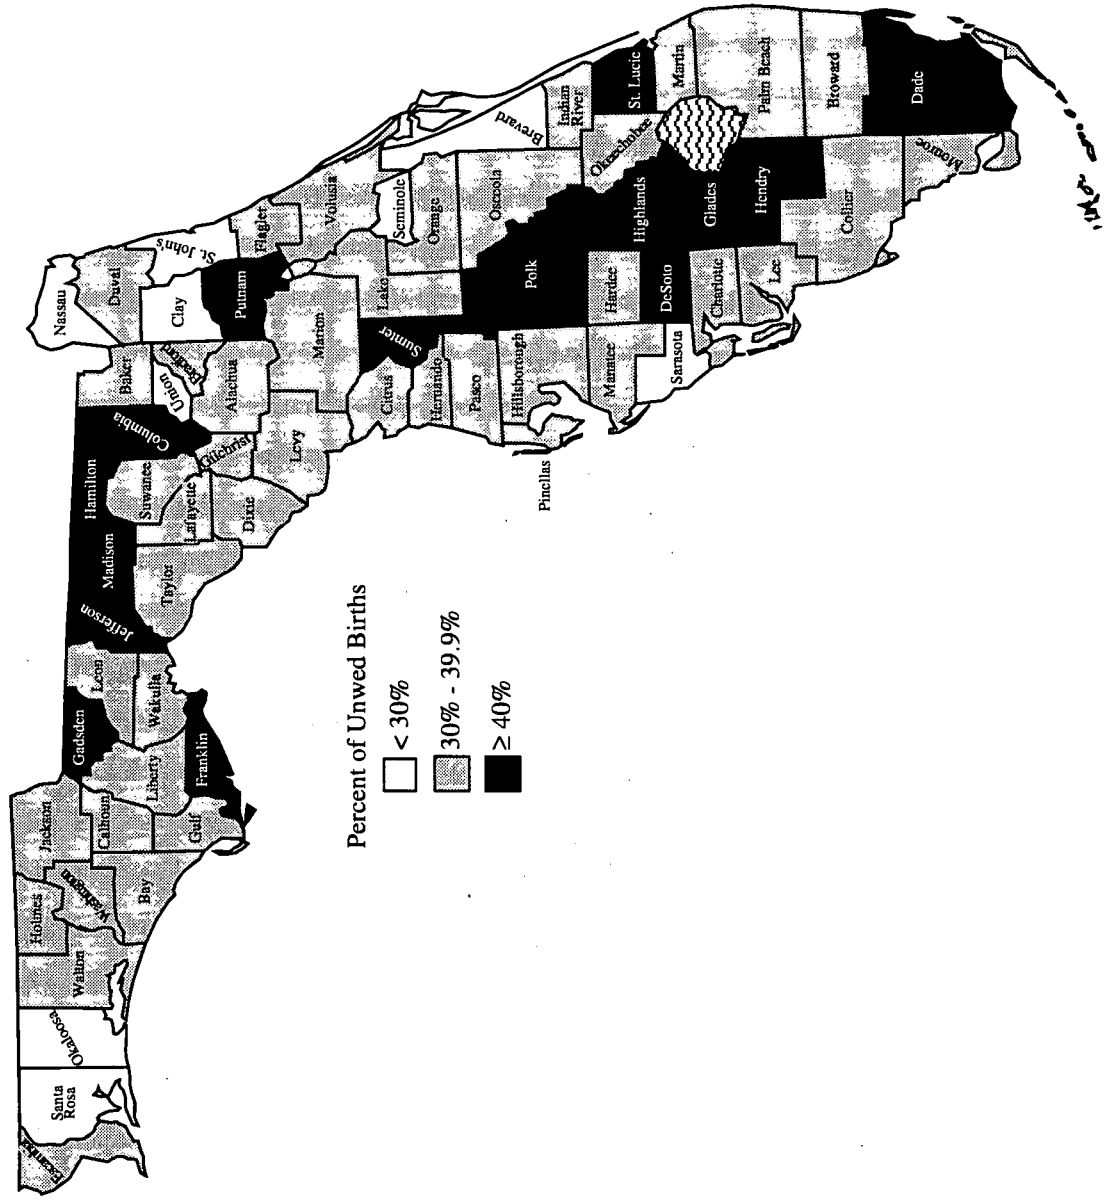 Escambia
Santa
Rosa
Okaloosa
Walton
Holmes
Washington
Bay
Jackson
Calhoun
Gulf
Liberty
Gadsden
Franklin
Leon
Wakulla
Jefferson
Madison
Taylor
Hamilton
Suwanee
Lafayette
Dixie
Columbia
Gilchrist
Levy
Baker
Union
Bradford
Alachua
Nassau
Duval
Clay
St. John's
Putnam
Flagler
Marion
Volusia
Citrus
Sumter
Lake
Hernando
Pasco
Seminole
Orange
Brevard
Pinellas
Hillsborough
Polk
Osceola
Indian
River
Manatee
Hardee
Highlands
Okeechobee
St. Lucie
Sarasota
DeSoto
Martin
Charlotte
Glades
Palm Beach
Lee
Hendry
Broward
Collier
Monroe
Dade
Percent of Unwed Births
< 30%
30% - 39.9%
≥ 40%